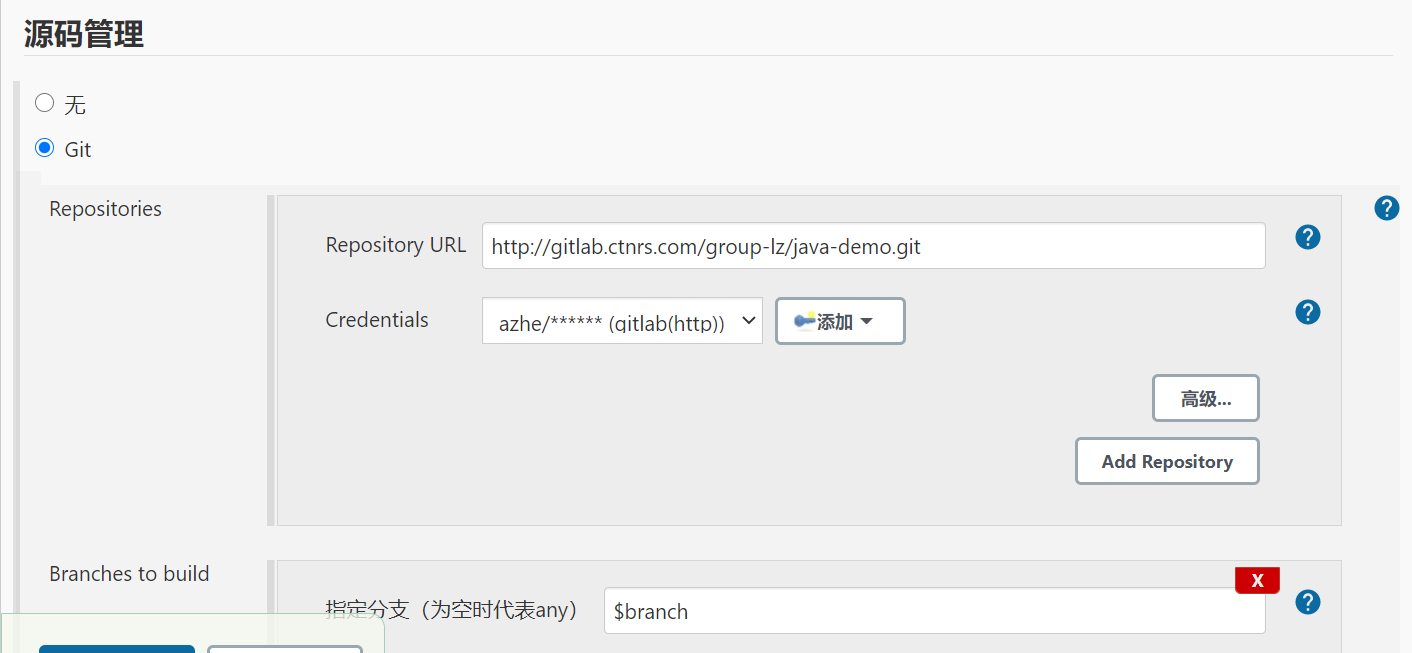 源码管理
无
Git
Repositories
?
Repository URL
http://gitlab.ctnrs.com/group-lz/java-demo.git
?
Credentials
azhe/****** (gitlab(http))
添加
?
高级...
Add Repository
Branches to build
X
指定分支（为空时代表any）
$branch
?